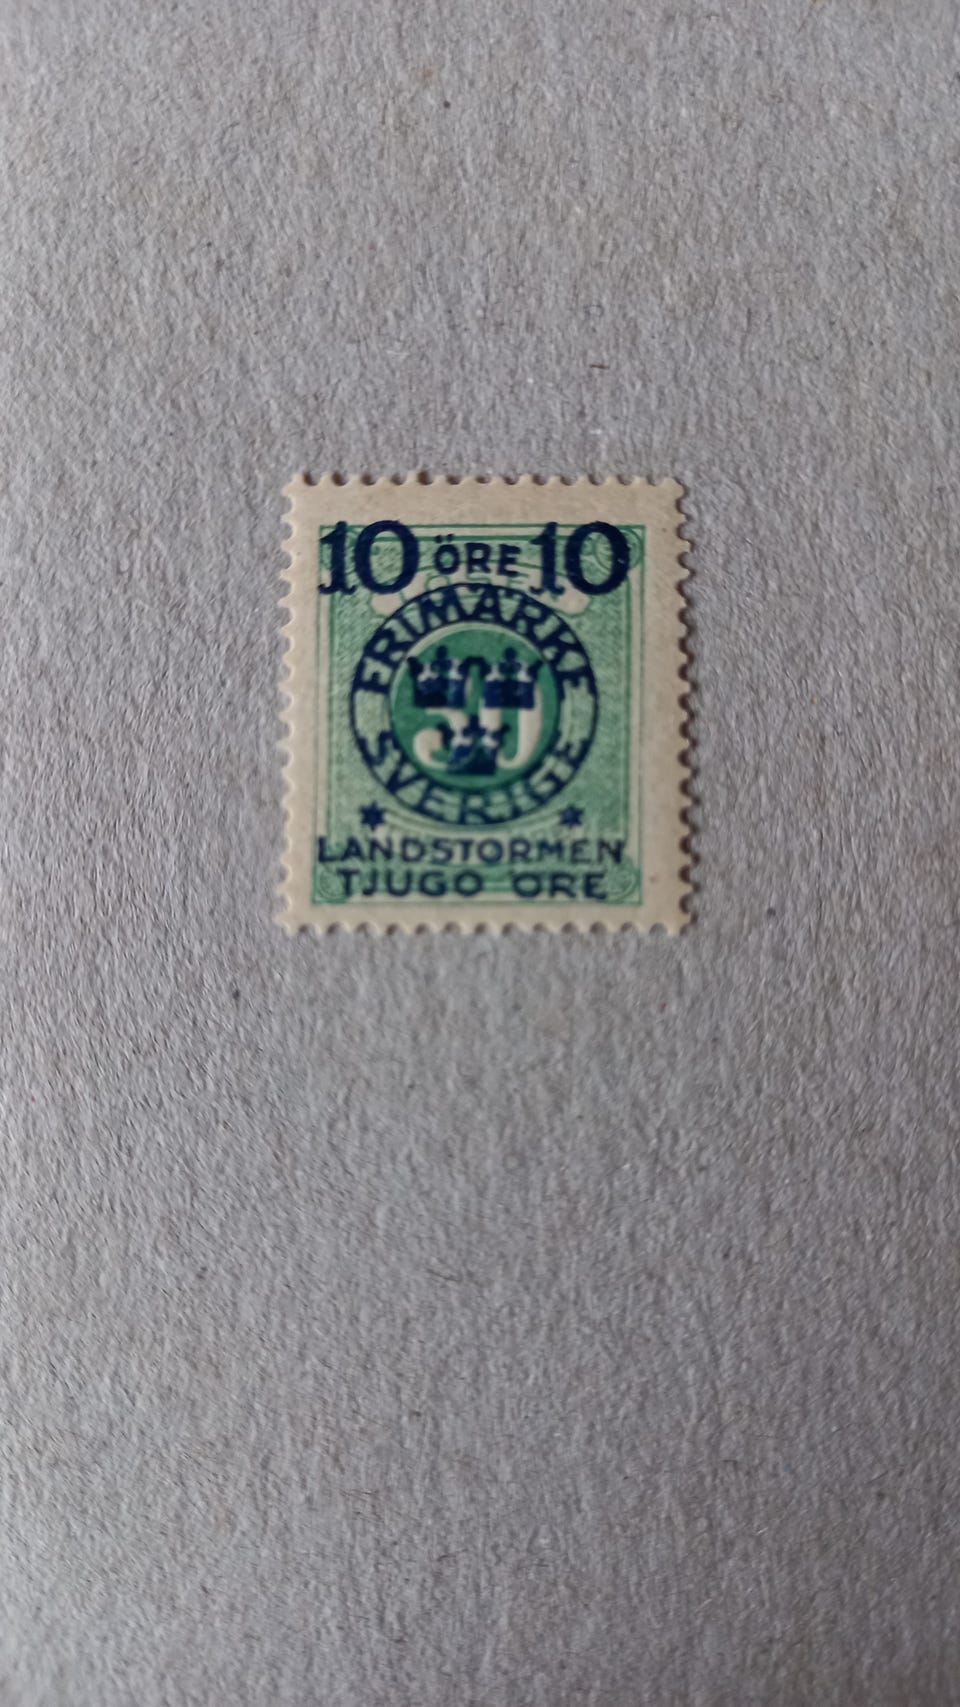 10 ÖRE 10
FRIMÄRKE
SVERIGE
LANDSTORMEN
TJUGO ÖRE